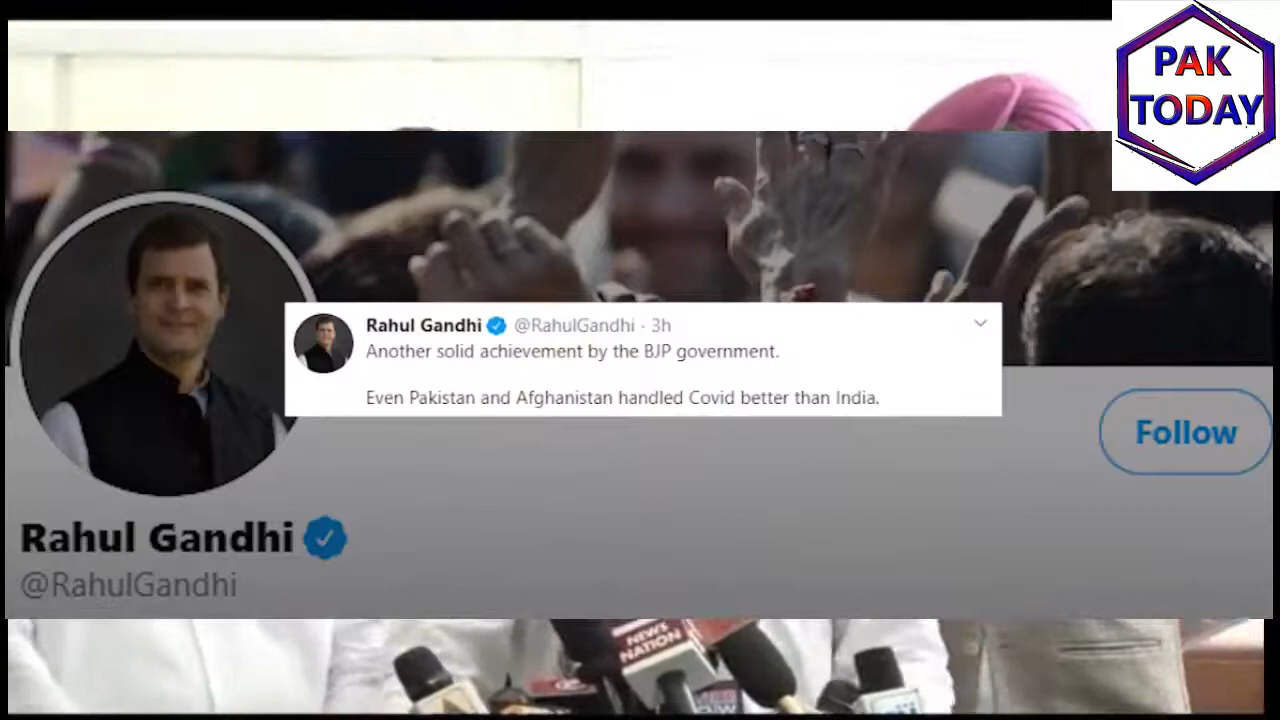 PAK
TODAY
Rahul Gandhi @RahulGandhi · 3h
Another solid achievement by the BJP government.
Even Pakistan and Afghanistan handled Covid better than India.
Follow
Rahul Gandhi
@RahulGandhi
NEWS
NATION